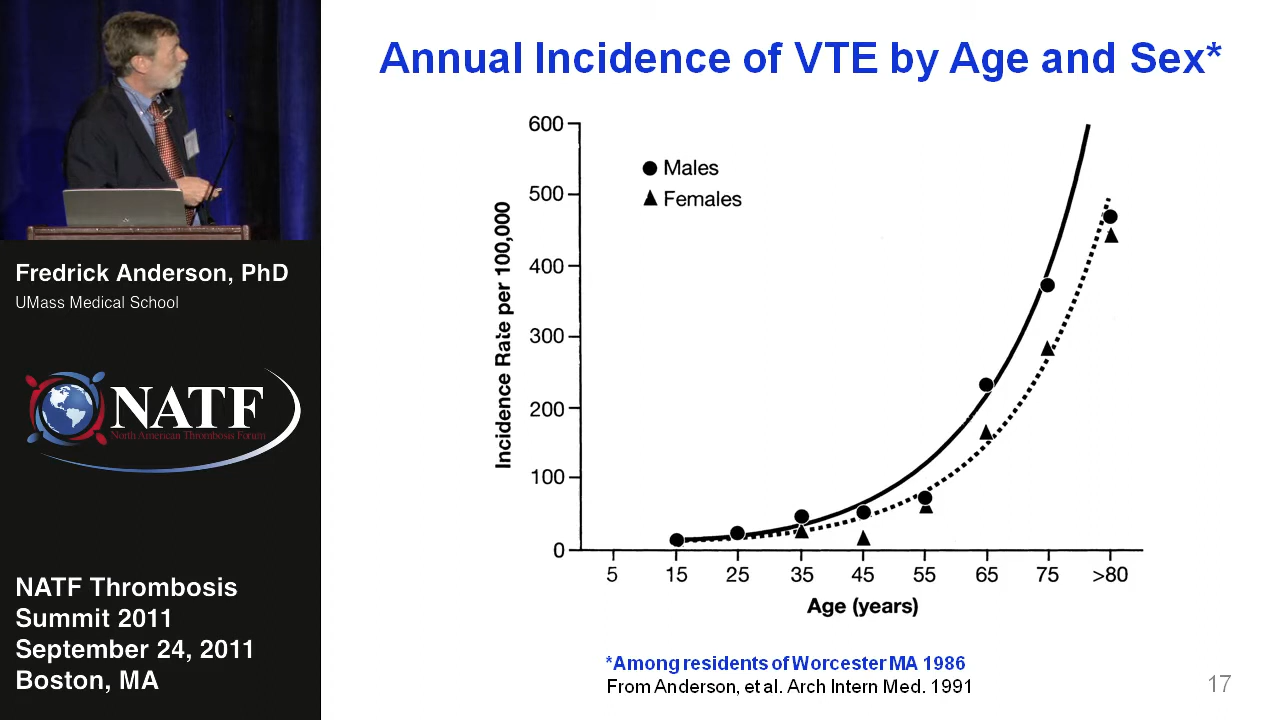 Annual Incidence of VTE by Age and Sex*
600
500
400
300
200
100
0
Incidence Rate per 100,000
Males
Females
5 15 25 35 45 55 65 75 >80
Age (years)
*Among residents of Worcester MA 1986
From Anderson, et al. Arch Intern Med. 1991
17
Fredrick Anderson, PhD
UMass Medical School
NATF
North American Thrombosis Forum
NATF Thrombosis
Summit 2011
September 24, 2011
Boston, MA